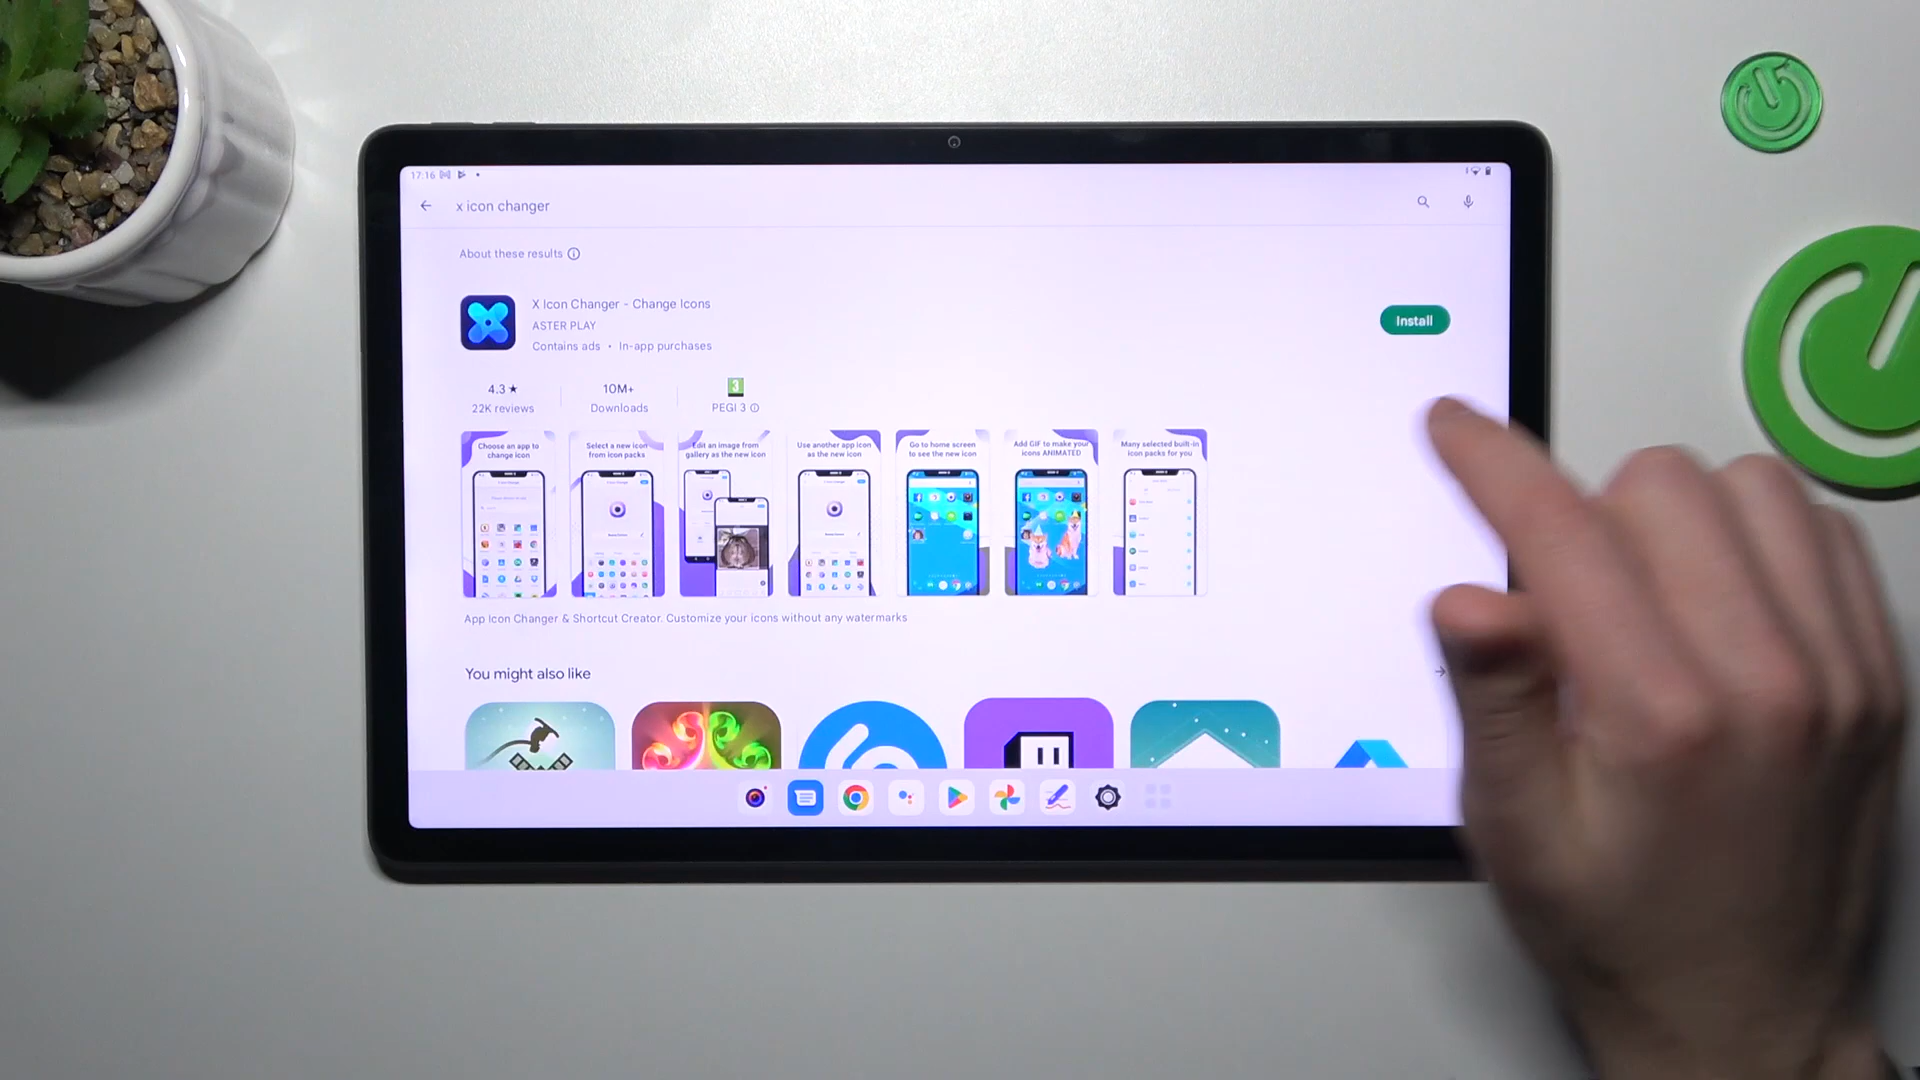 17:16
x icon changer
About these results
X Icon Changer - Change Icons
ASTER PLAY
Contains ads • In-app purchases
Install
4.3★
22K reviews
10M+
Downloads
3
PEGI 3
Choose an app to
change icon
Select a new icon
from icon packs
Edit an image from
gallery as the new icon
Use another app icon
as the new icon
Go to home screen
to see the new icon
Add GIF to make your
icons ANIMATED
Many selected built-in
icon packs for you
App Icon Changer & Shortcut Creator. Customize your icons without any watermarks
You might also like